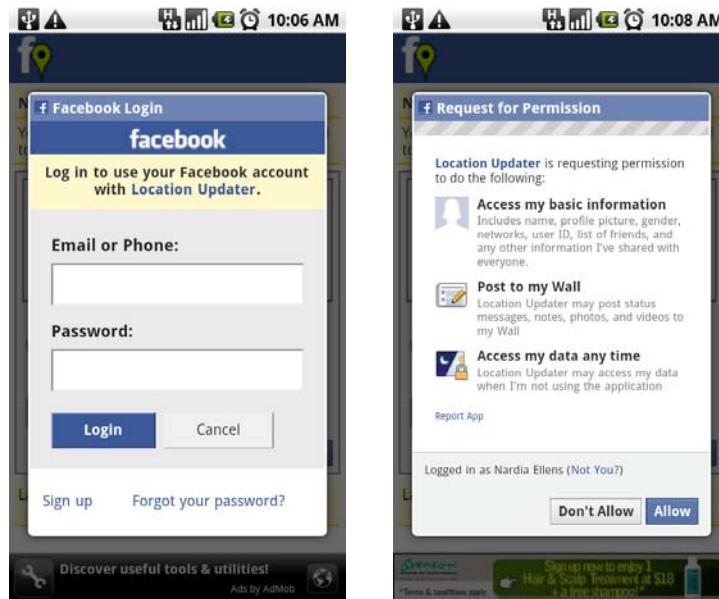 10:06 AM
f
Facebook Login
facebook
Log in to use your Facebook account
with Location Updater.
Email or Phone:
Password:
Login
Cancel
Sign up
Forgot your password?
Discover useful tools & utilities!
Ads by AdMob
10:08 AM
f
Request for Permission
Location Updater is requesting permission
to do the following:
Access my basic information
Includes name, profile picture, gender,
networks, user ID, list of friends, and
any other information I've shared with
everyone.
Post to my Wall
Location Updater may post status
messages, notes, photos, and videos to
my Wall
Access my data any time
Location Updater may access my data
when I'm not using the application
Report App
Logged in as Nardia Ellens (Not You?)
Don't Allow
Allow
Sign up now to enjoy 1
Hair & Scalp Treatment at $18
+ a free shampoo!*
*Terms & conditions apply